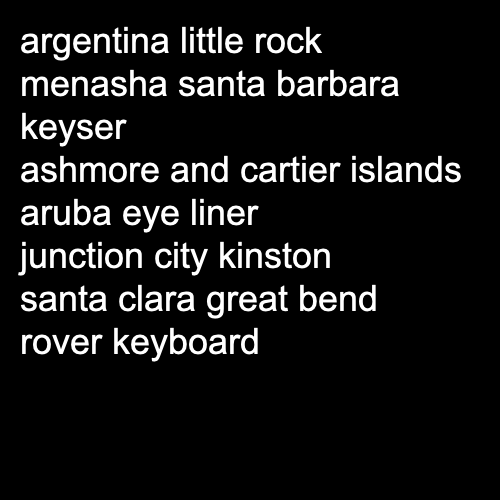 argentina little rock
menasha santa barbara
keyser
ashmore and cartier islands
aruba eye liner
junction city kinston
santa clara great bend
rover keyboard